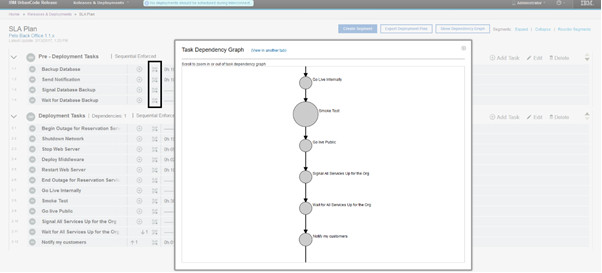 IBM UrbanCode Release
Releases & Deployments
IBM
Home > Releases & Deployments > SLA Plan
SLA Plan
Pete Back Office 1.1.x
Create Segment
Export Deployment Plan
Show Dependency Graph
Segments: Expand | Collapse | Reorder Segments
Pre - Deployment Tasks
Sequential Enforced
Add Task
Edit
Delete
Backup Database
Send Notification
Signal Database Backup
Wait for Database Backup
Deployment Tasks
Dependencies: 1
Sequential Enforced
Add Task
Edit
Delete
Begin Outage for Reservation
Shutdown Network
Stop Web Server
Deploy Middleware
Restart Web Server
End Outage for Reservation
Go Live Internally
Smoke Test
Go live Public
Signal All Services Up for the Org
Wait for All Services Up for the Org
Notify my customers
Task Dependency Graph
Open in another tab
Scroll to zoom in or out of task dependency graph
Go Live Internally
Smoke Test
Go live Public
Signal All Services Up for the Org
Wait for All Services Up for the Org
Notify my customers